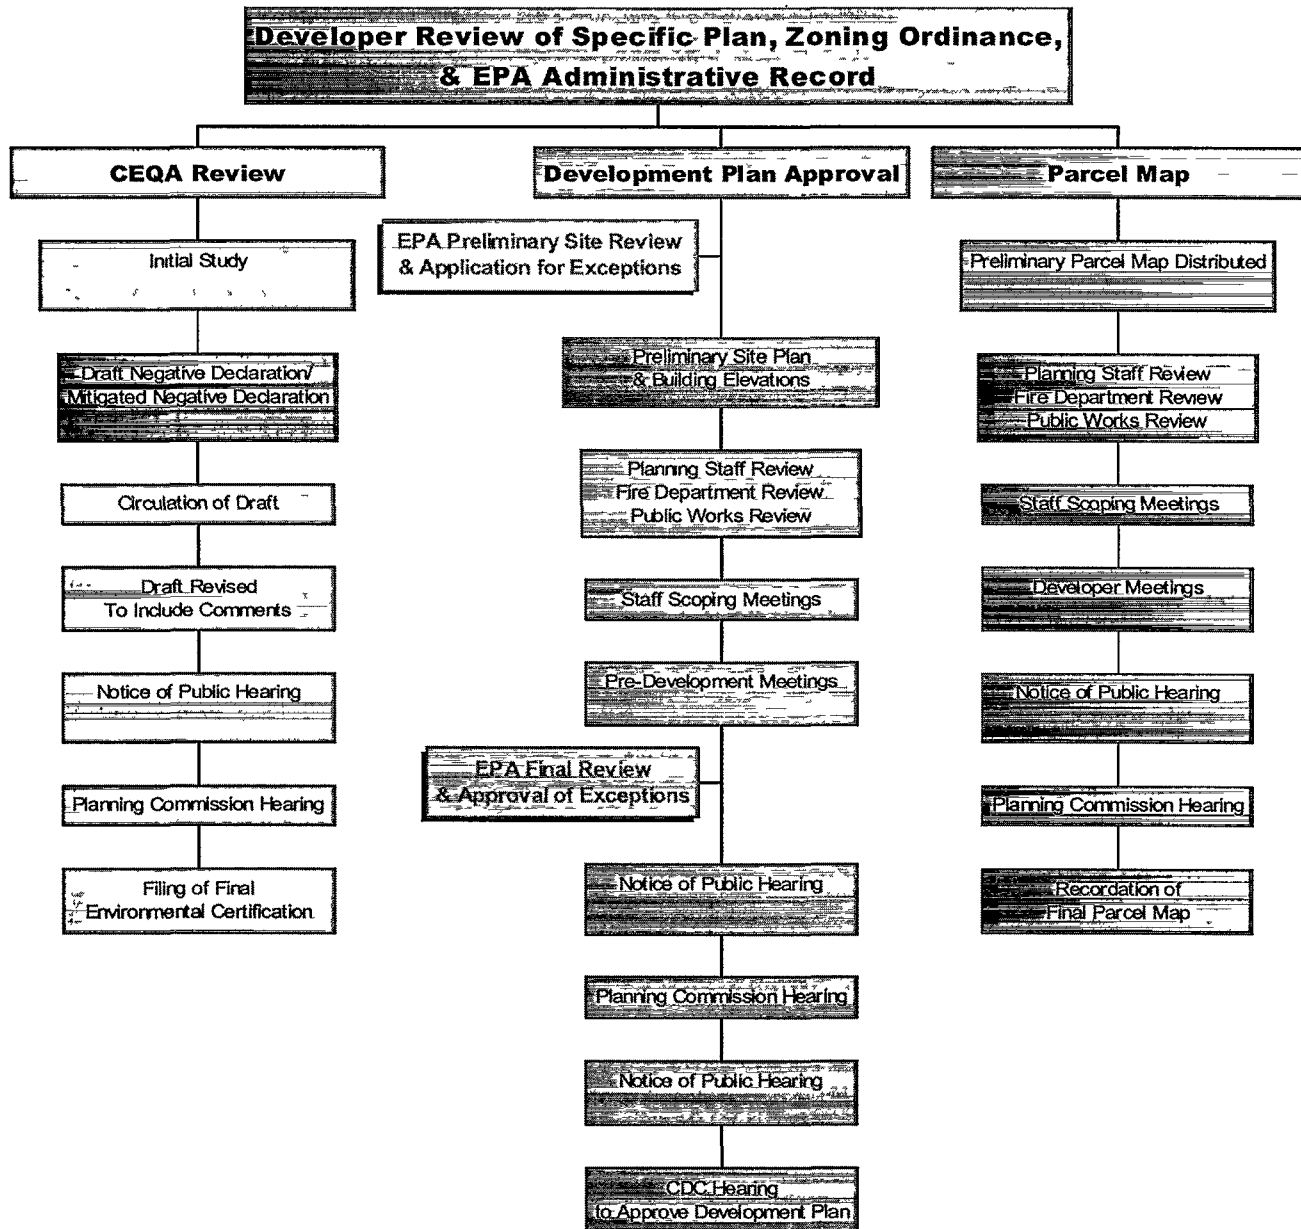 Developer Review of Specific Plan, Zoning Ordinance,
& EPA Administrative Record
CEQA Review
Initial Study
Draft Negative Declaration/
Mitigated Negative Declaration
Circulation of Draft
Draft Revised
To Include Comments
Notice of Public Hearing
Planning Commission Hearing
Filing of Final
Environmental Certification
Development Plan Approval
EPA Preliminary Site Review
& Application for Exceptions
Preliminary Site Plan
& Building Elevations
Planning Staff Review
Fire Department Review
Public Works Review
Staff Scoping Meetings
Pre-Development Meetings
EPA Final Review
& Approval of Exceptions
Notice of Public Hearing
Planning Commission Hearing
Notice of Public Hearing
CDC Hearing
to Approve Development Plan
Parcel Map
Preliminary Parcel Map Distributed
Planning Staff Review
Fire Department Review
Public Works Review
Staff Scoping Meetings
Developer Meetings
Notice of Public Hearing
Planning Commission Hearing
Recordation of
Final Parcel Map